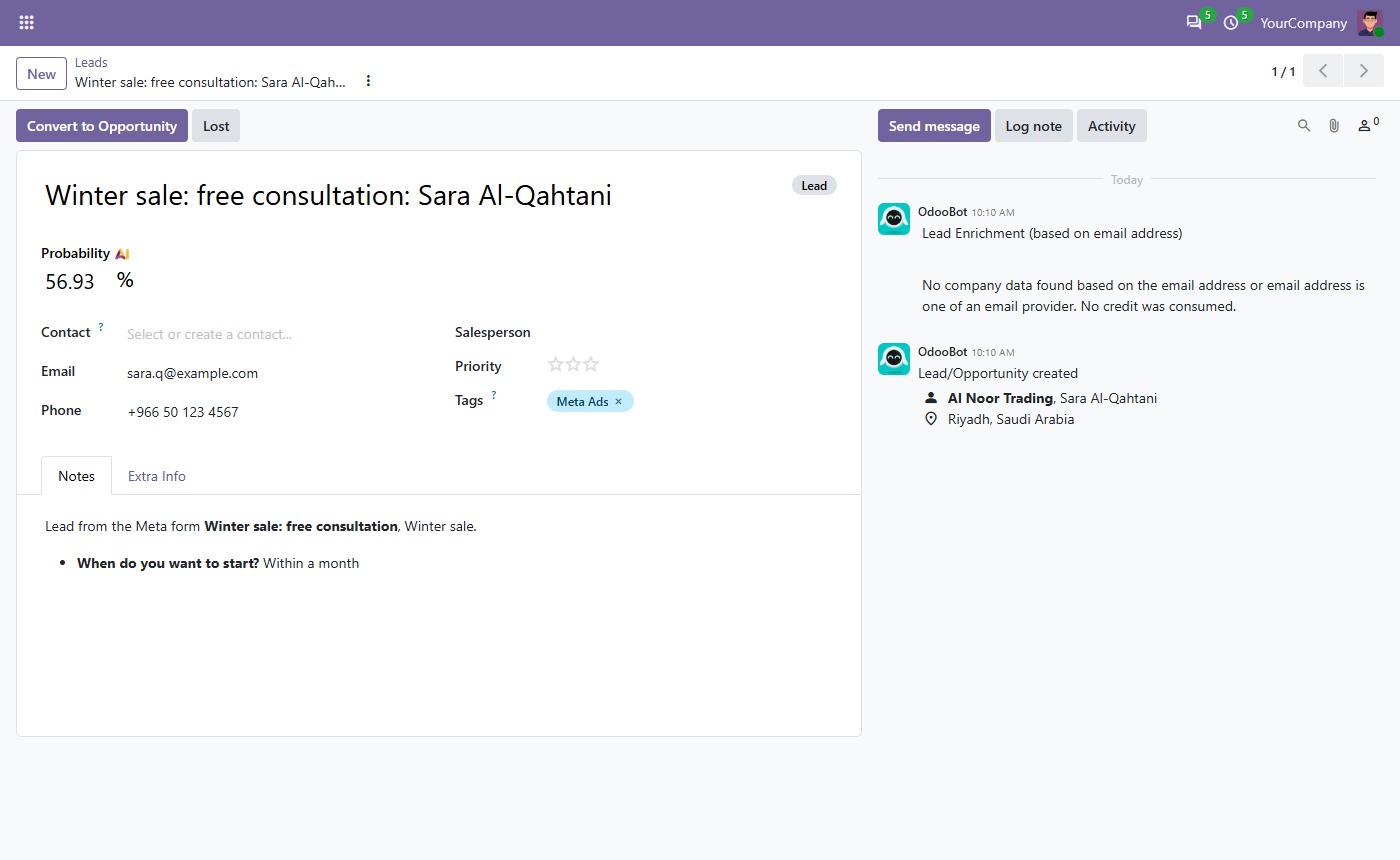 5
5
YourCompany
New
Leads
Winter sale: free consultation: Sara Al-Qah...
1 / 1
Convert to Opportunity
Lost
Send message
Log note
Activity
0
Winter sale: free consultation: Sara Al-Qahtani
Lead
Probability AI
56.93 %
Contact ?
Select or create a contact...
Email
sara.q@example.com
Phone
+966 50 123 4567
Salesperson
Priority
Tags ?
Meta Ads ×
Notes
Extra Info
Lead from the Meta form Winter sale: free consultation, Winter sale.
• When do you want to start? Within a month
Today
OdooBot 10:10 AM
Lead Enrichment (based on email address)
No company data found based on the email address or email address is
one of an email provider. No credit was consumed.
OdooBot 10:10 AM
Lead/Opportunity created
Al Noor Trading, Sara Al-Qahtani
Riyadh, Saudi Arabia